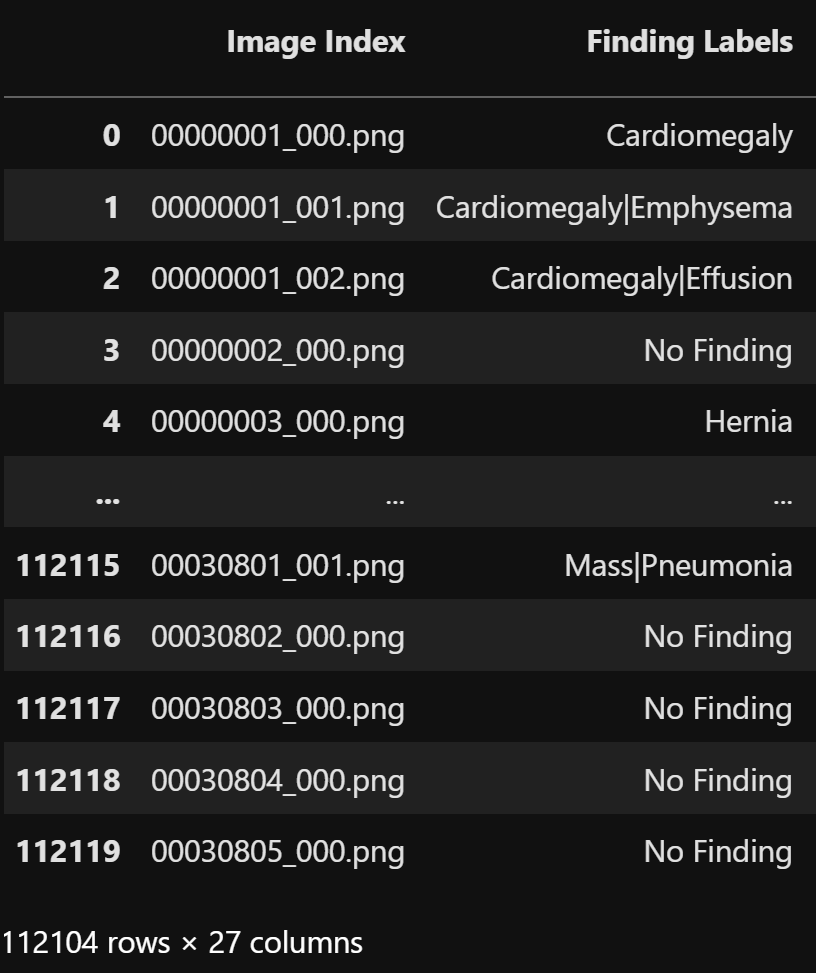 Image Index Finding Labels
0 00000001_000.png Cardiomegaly
1 00000001_001.png Cardiomegaly|Emphysema
2 00000001_002.png Cardiomegaly|Effusion
3 00000002_000.png No Finding
4 00000003_000.png Hernia
... ... ...
112115 00030801_001.png Mass|Pneumonia
112116 00030802_000.png No Finding
112117 00030803_000.png No Finding
112118 00030804_000.png No Finding
112119 00030805_000.png No Finding
112104 rows × 27 columns